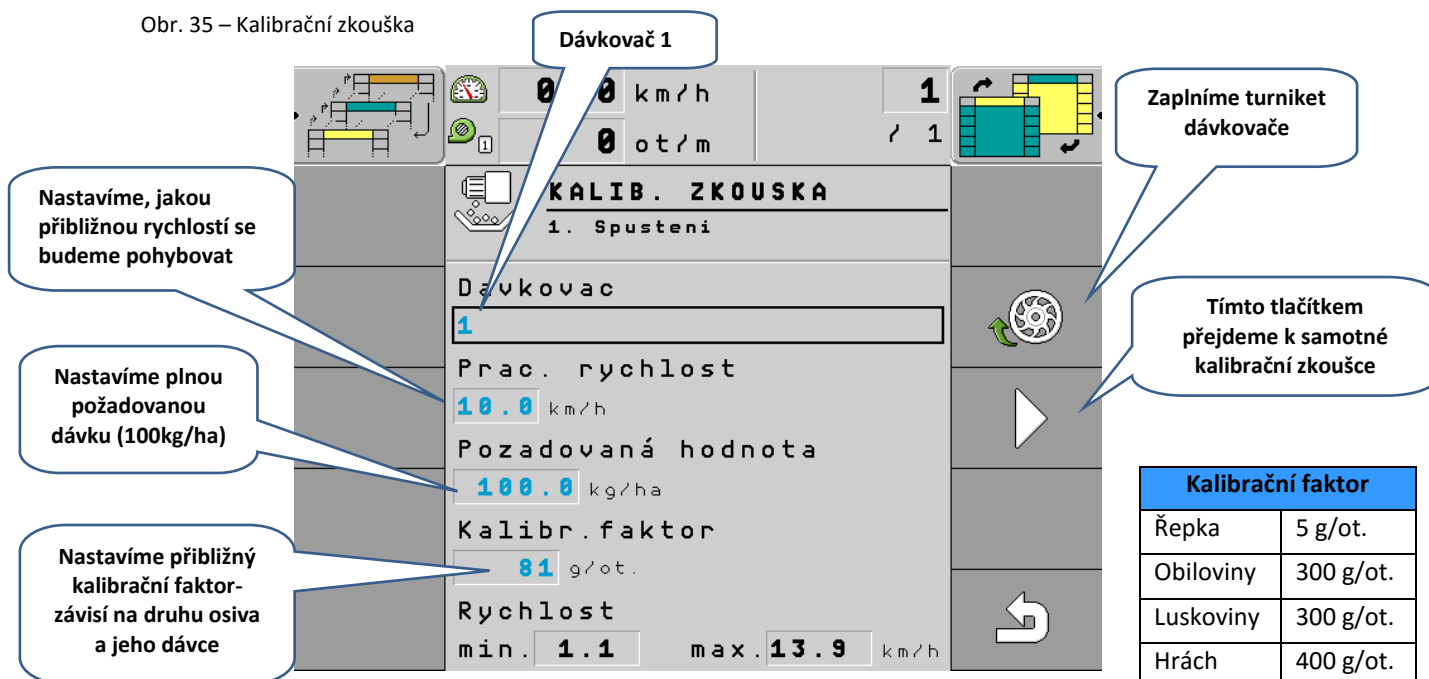 Obr. 35 – Kalibrační zkouška
Dávkovač 1
km/h
1
0 ot/m
/ 1
1
Zaplníme turniket
dávkovače
KALIB. ZKOUSKA
1. Spusteni
Nastavíme, jakou
přibližnou rychlostí se
budeme pohybovat
Davkovac
1
Tímto tlačítkem
přejdeme k samotné
kalibrační zkoušce
Prac. rychlost
10.0 km/h
Nastavíme plnou
požadovanou
dávku (100kg/ha)
Pozadovaná hodnota
100.0 kg/ha
Kalibr.faktor
81 g/ot.
Nastavíme přibližný
kalibrační faktor-
závisí na druhu osiva
a jeho dávce
Rychlost
min. 1.1 max. 13.9 km/h
Kalibrační faktor
Řepka 5 g/ot.
Obiloviny 300 g/ot.
Luskoviny 300 g/ot.
Hrách 400 g/ot.